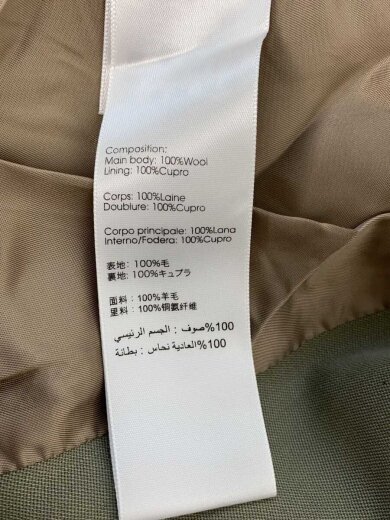 Composition:
Main body: 100%Wool
Lining: 100%Cupro
Corps: 100%Laine
Doublure: 100%Cupro
Corpo principale: 100%Lana
Interno/Fodera: 100%Cupro
表地：100%毛
裏地：100%キュプラ
面料：100%羊毛
里料：100%铜氨纤维
100%صوف : الجسم الرئيسي
100%العادية نحاس : بطانة